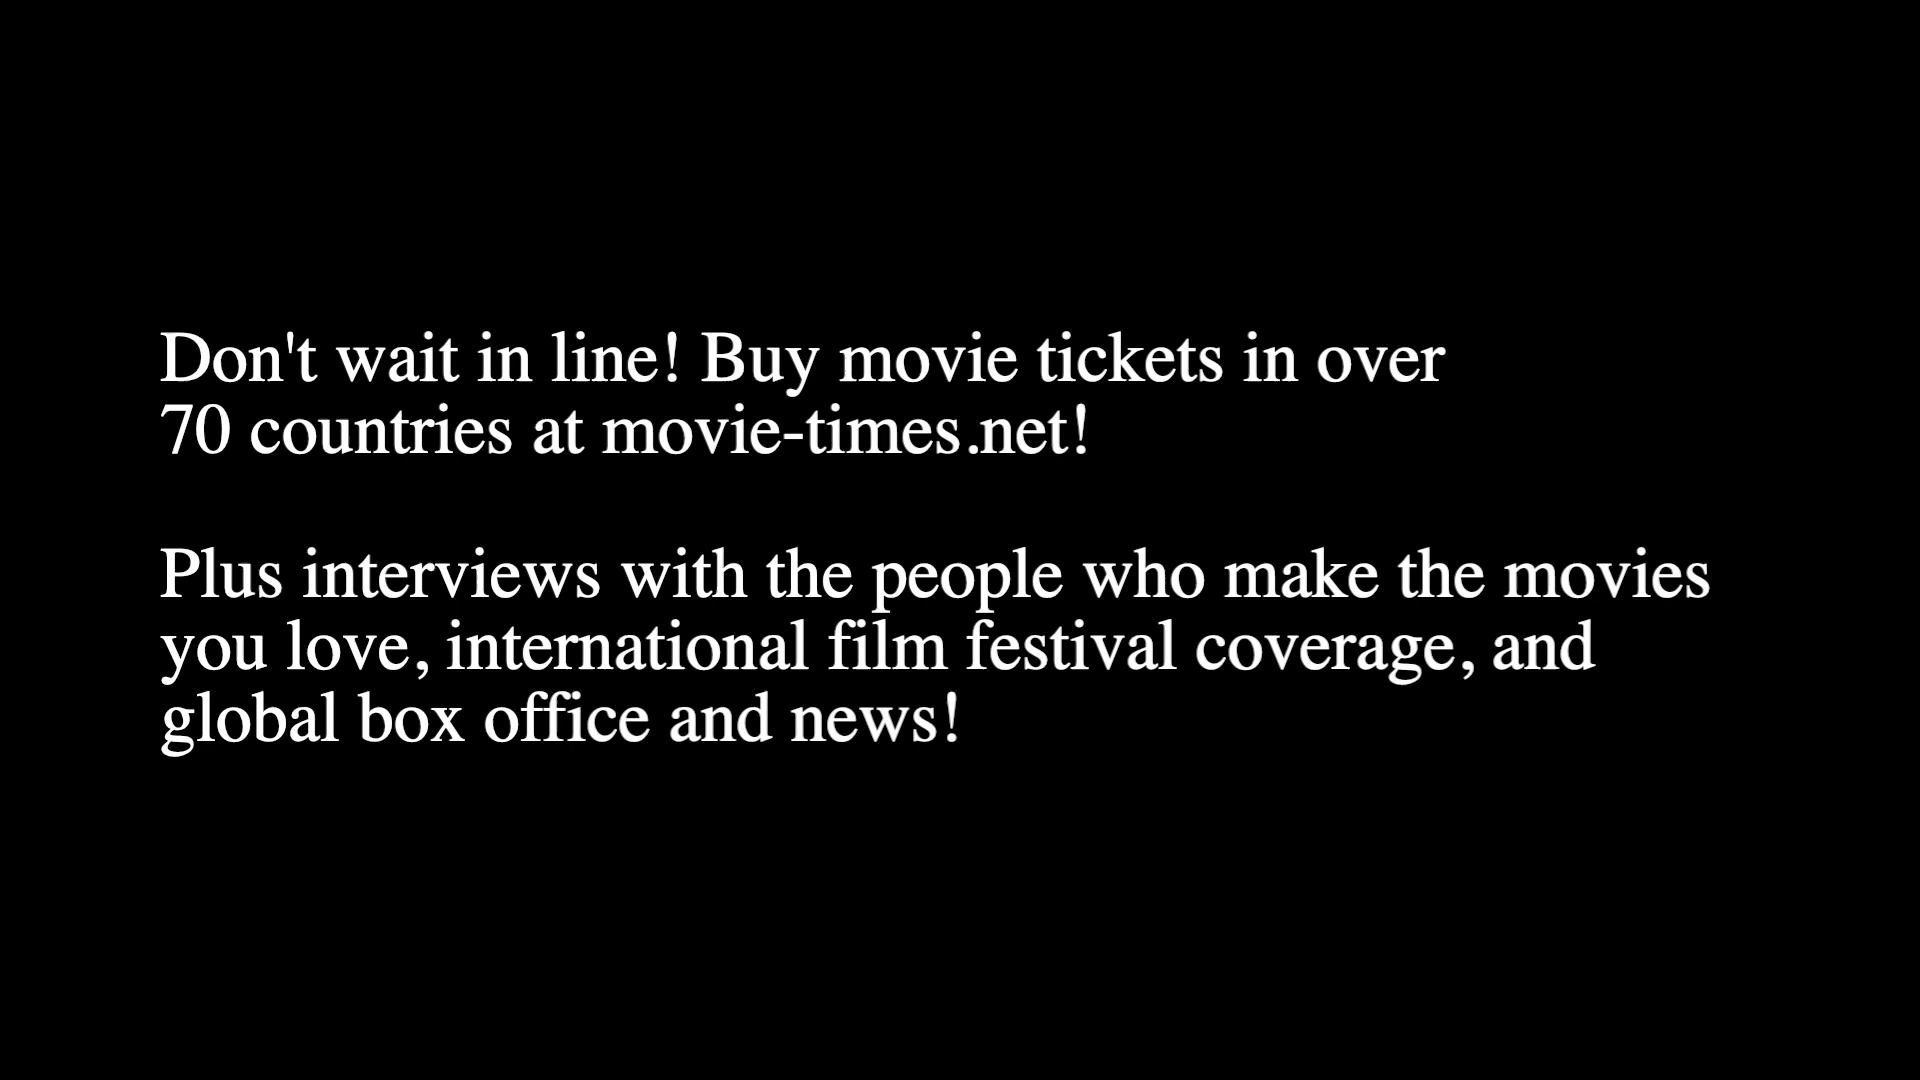 Don't wait in line! Buy movie tickets in over
70 countries at movie-times.net!
Plus interviews with the people who make the movies
you love, international film festival coverage, and
global box office and news!